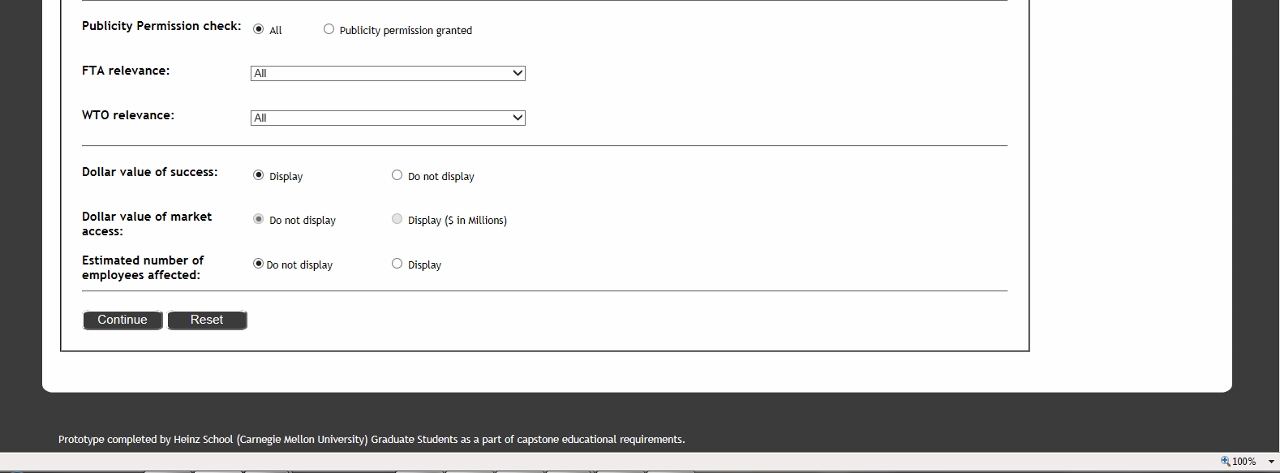 Publicity Permission check: All Publicity permission granted
FTA relevance: All
WTO relevance: All
Dollar value of success: Display Do not display
Dollar value of market access: Do not display Display ($ in Millions)
Estimated number of employees affected: Do not display Display
Continue Reset
Prototype completed by Heinz School (Carnegie Mellon University) Graduate Students as a part of capstone educational requirements.
100%